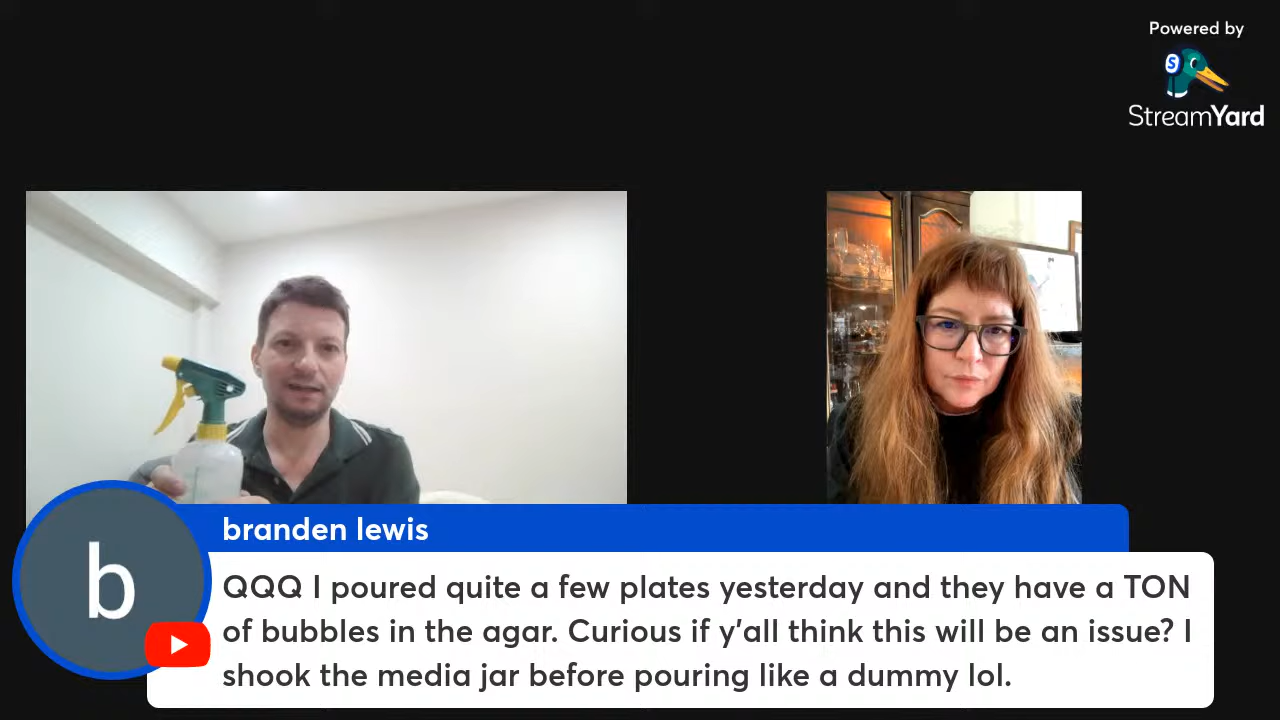 Powered by
S
StreamYard
b
branden lewis
QQQ I poured quite a few plates yesterday and they have a TON
of bubbles in the agar. Curious if y'all think this will be an issue? I
shook the media jar before pouring like a dummy lol.